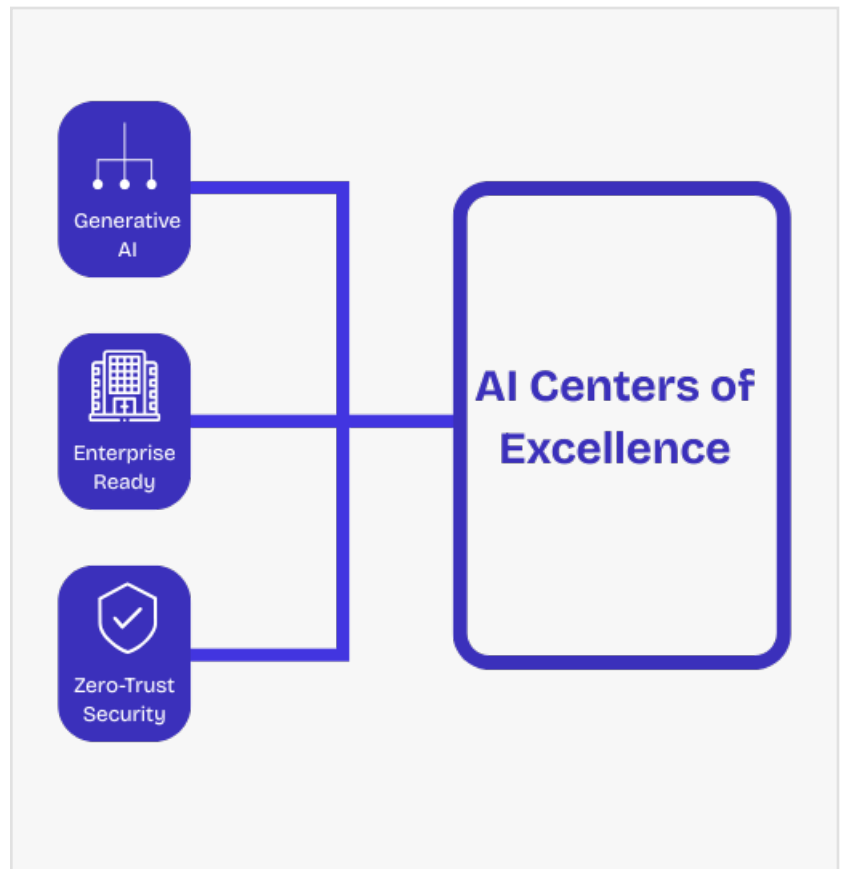 Generative
AI
Enterprise
Ready
Zero-Trust
Security
AI Centers of
Excellence